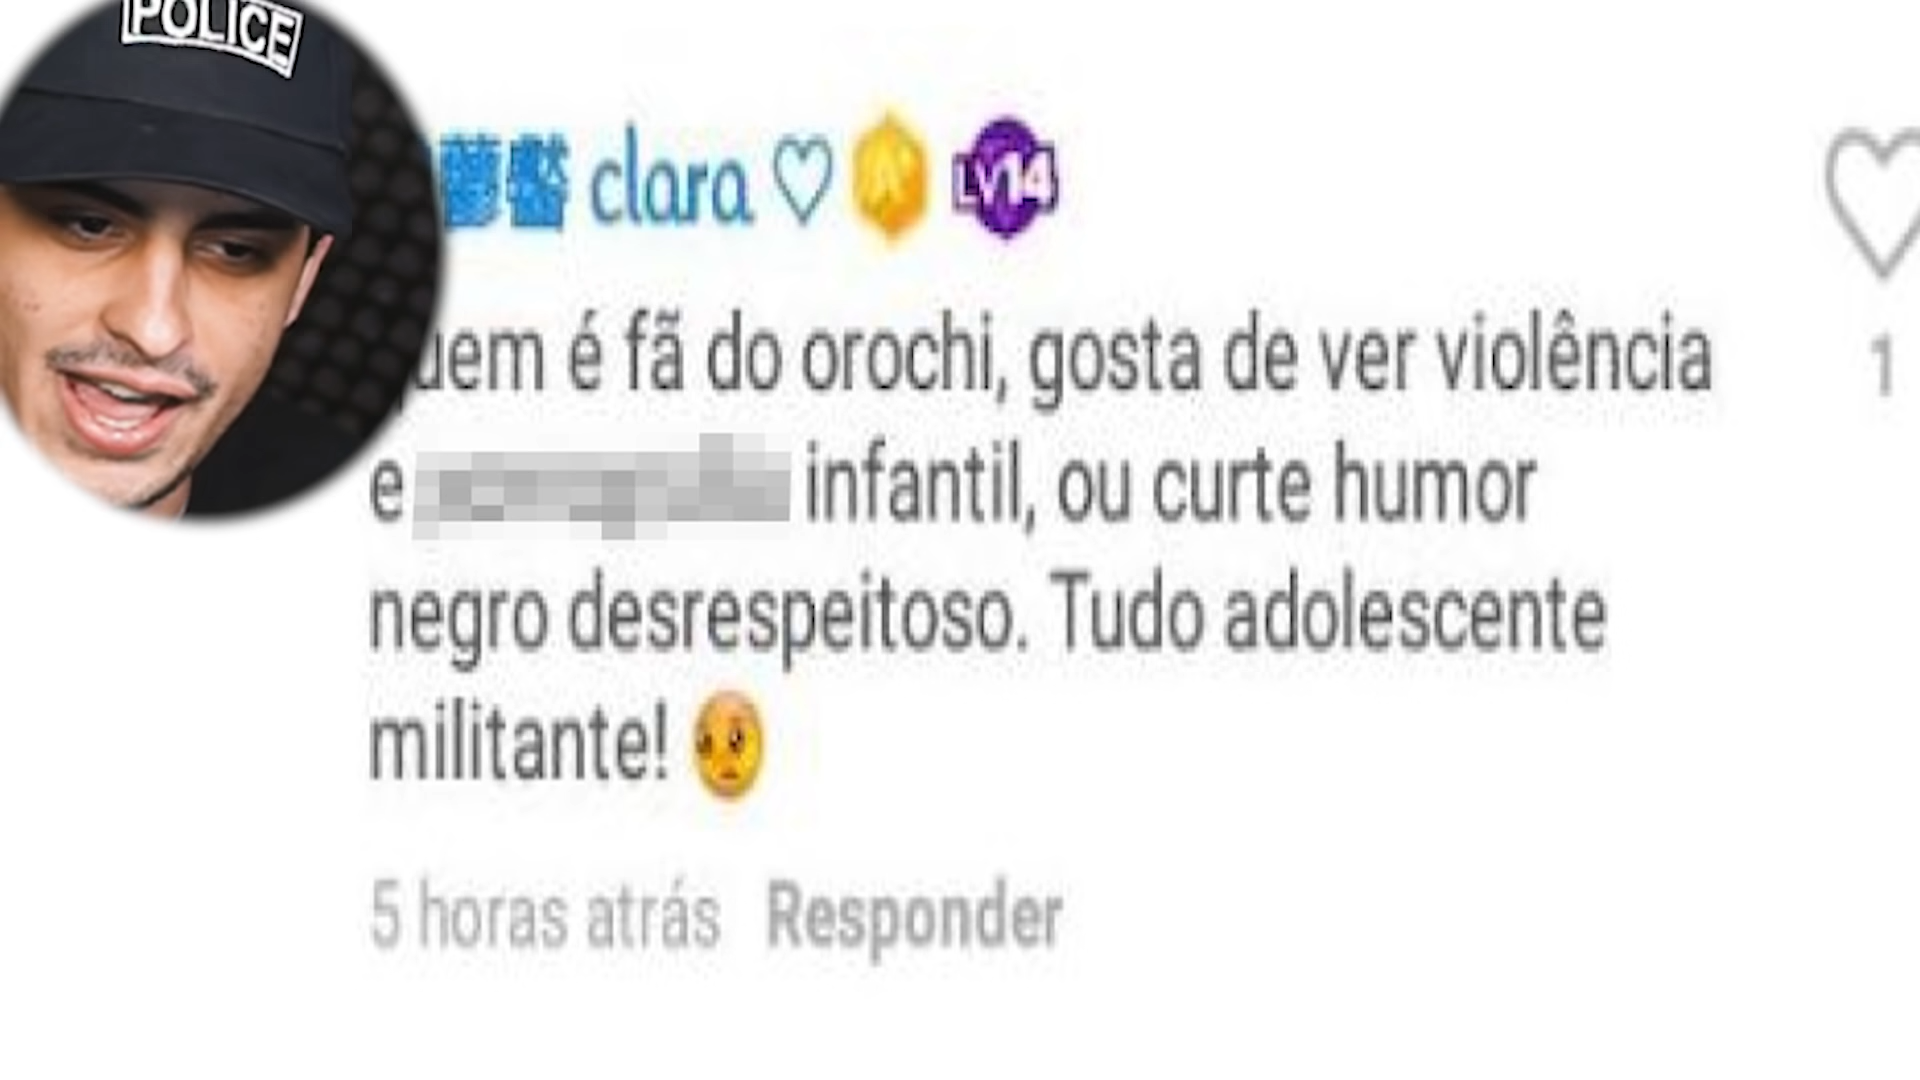 POLICE
clara ♡ LV14
uem é fã do orochi, gosta de ver violência
1
e infantil, ou curte humor
negro desrespeitoso. Tudo adolescente
militante! 🥺
5 horas atrás Responder